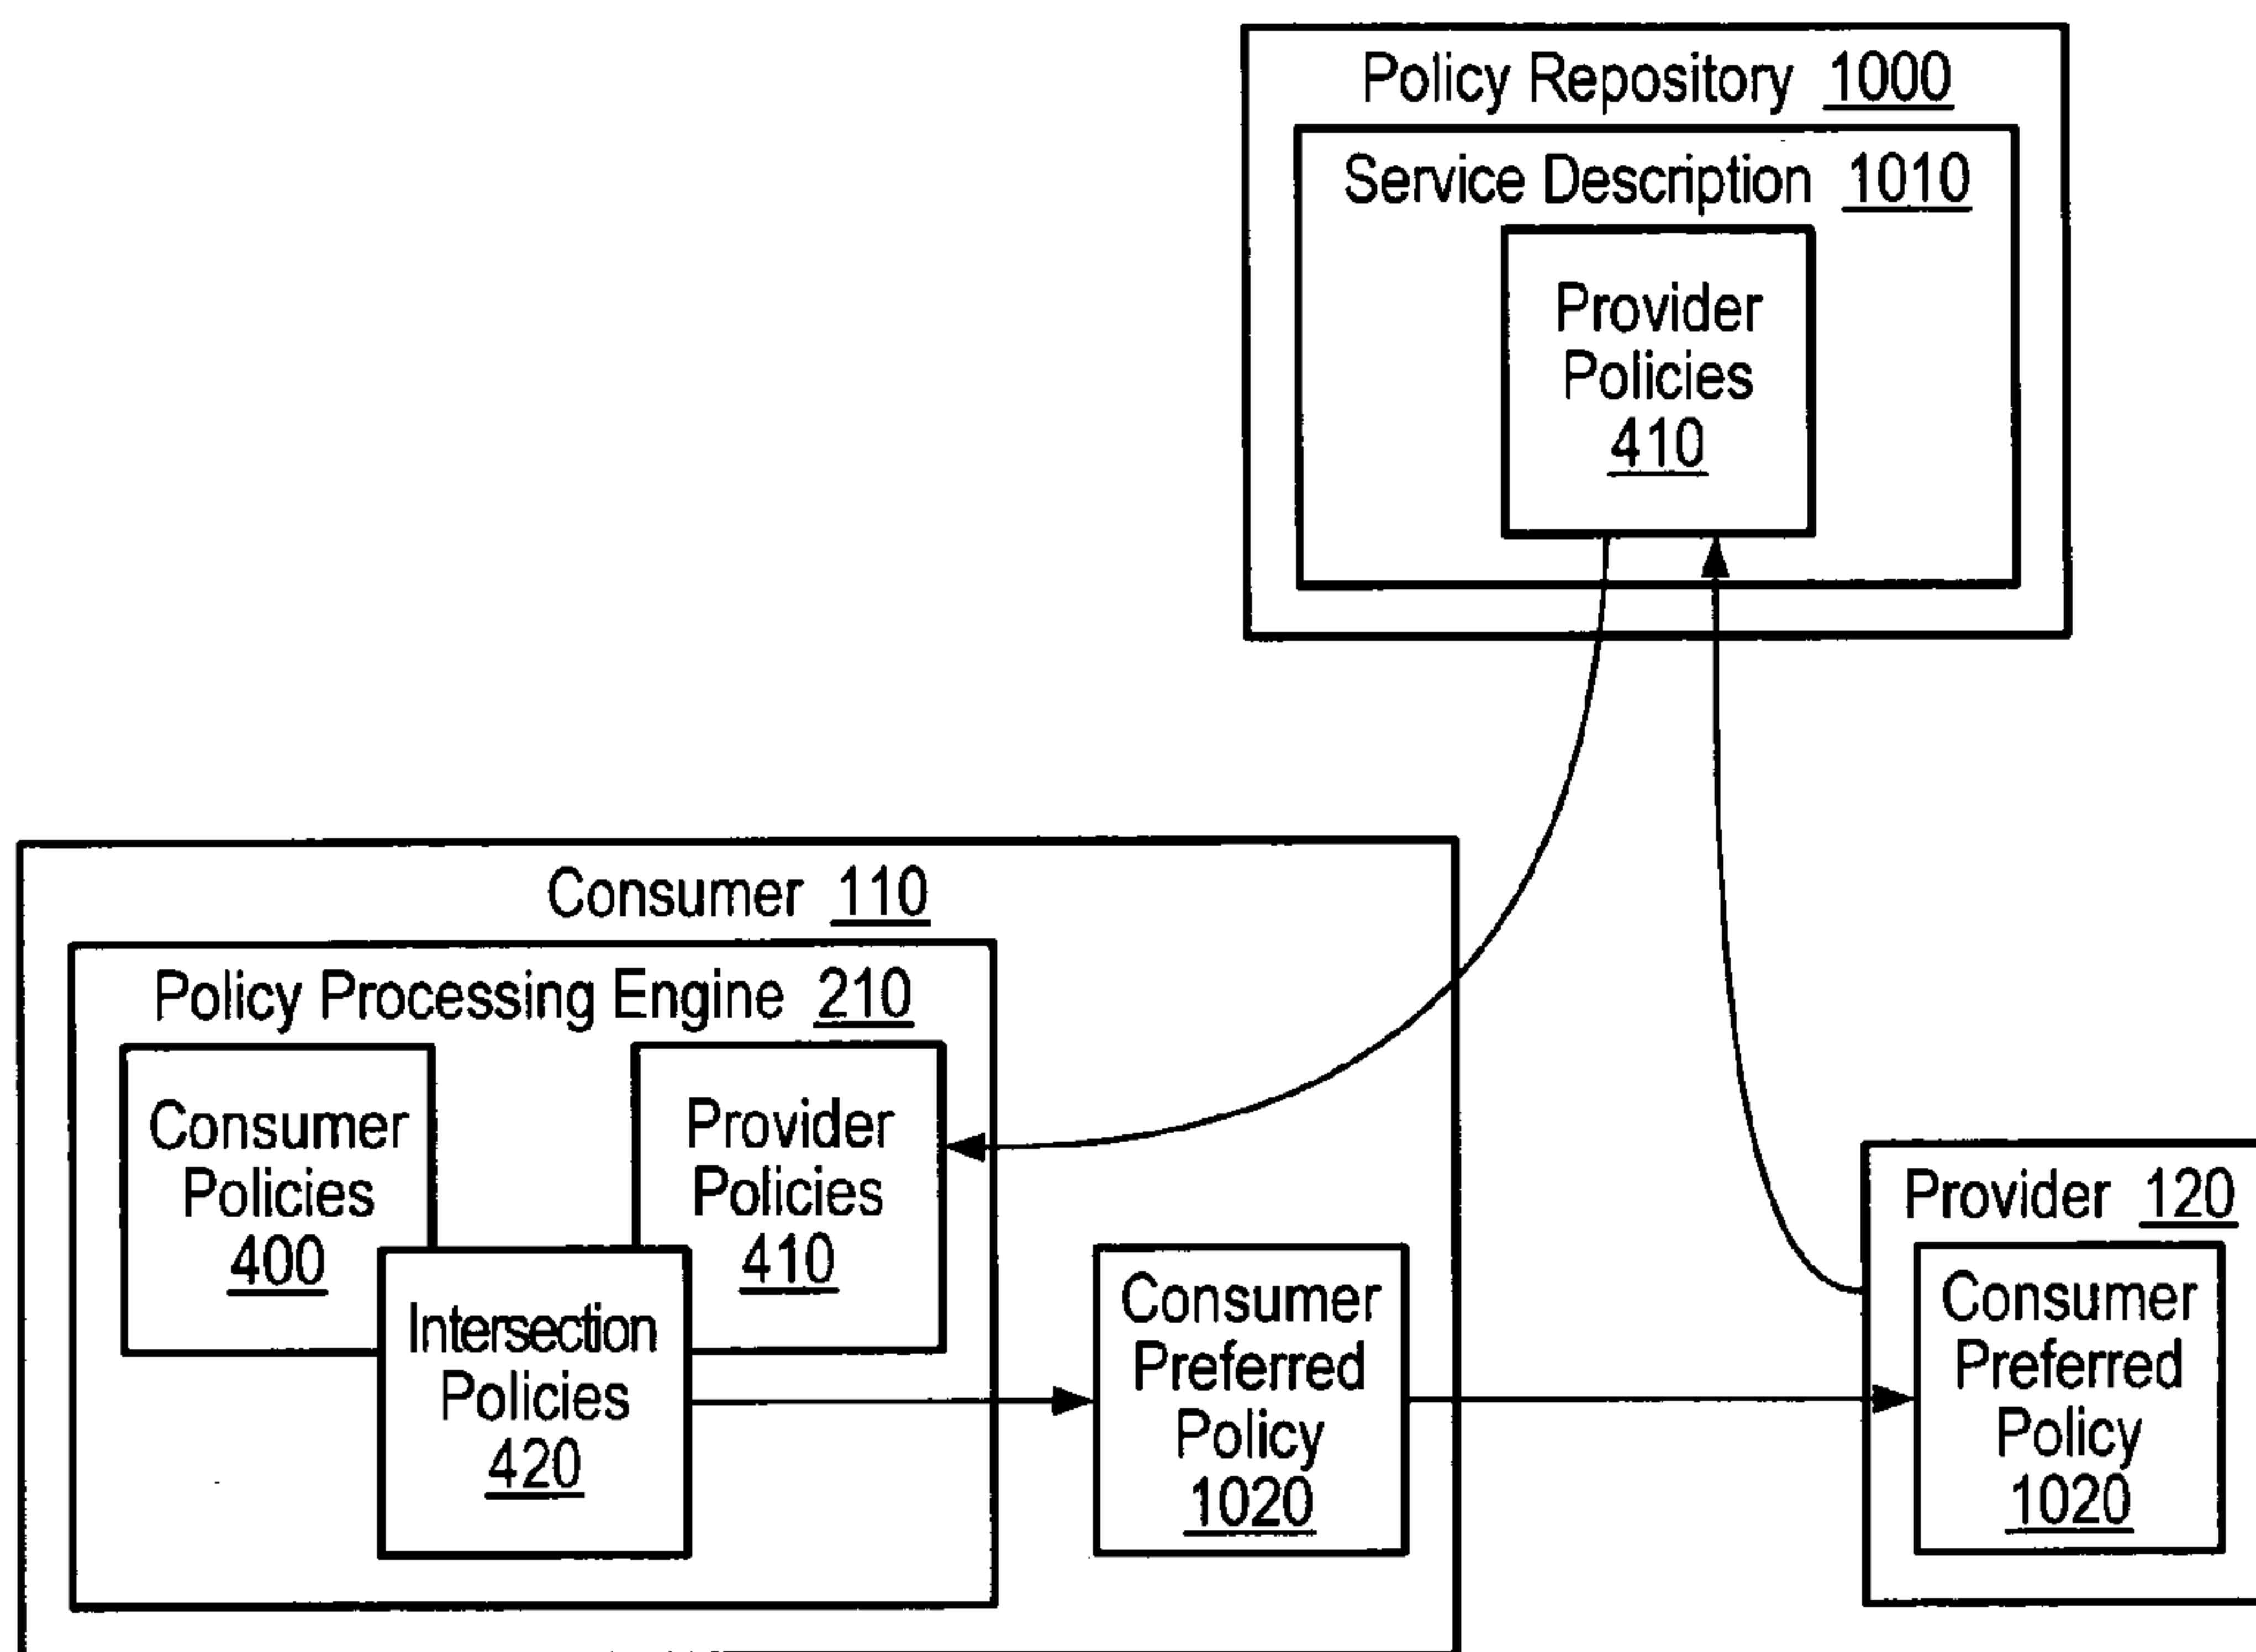 Policy Repository 1000
Service Description 1010
Provider
Policies
410
Consumer 110
Policy Processing Engine 210
Consumer
Policies
400
Provider
Policies
410
Intersection
Policies
420
Consumer
Preferred
Policy
1020
Provider 120
Consumer
Preferred
Policy
1020